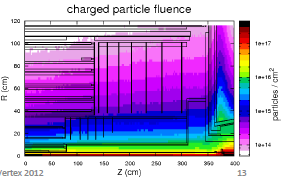 charged particle fluence
120
100
80
60
40
20
0
R (cm)
0 50 100 150 200 250 300 350 400
Z (cm)
1e+17
1e+16
1e+15
1e+14
particles / cm²
Vertex 2012
13